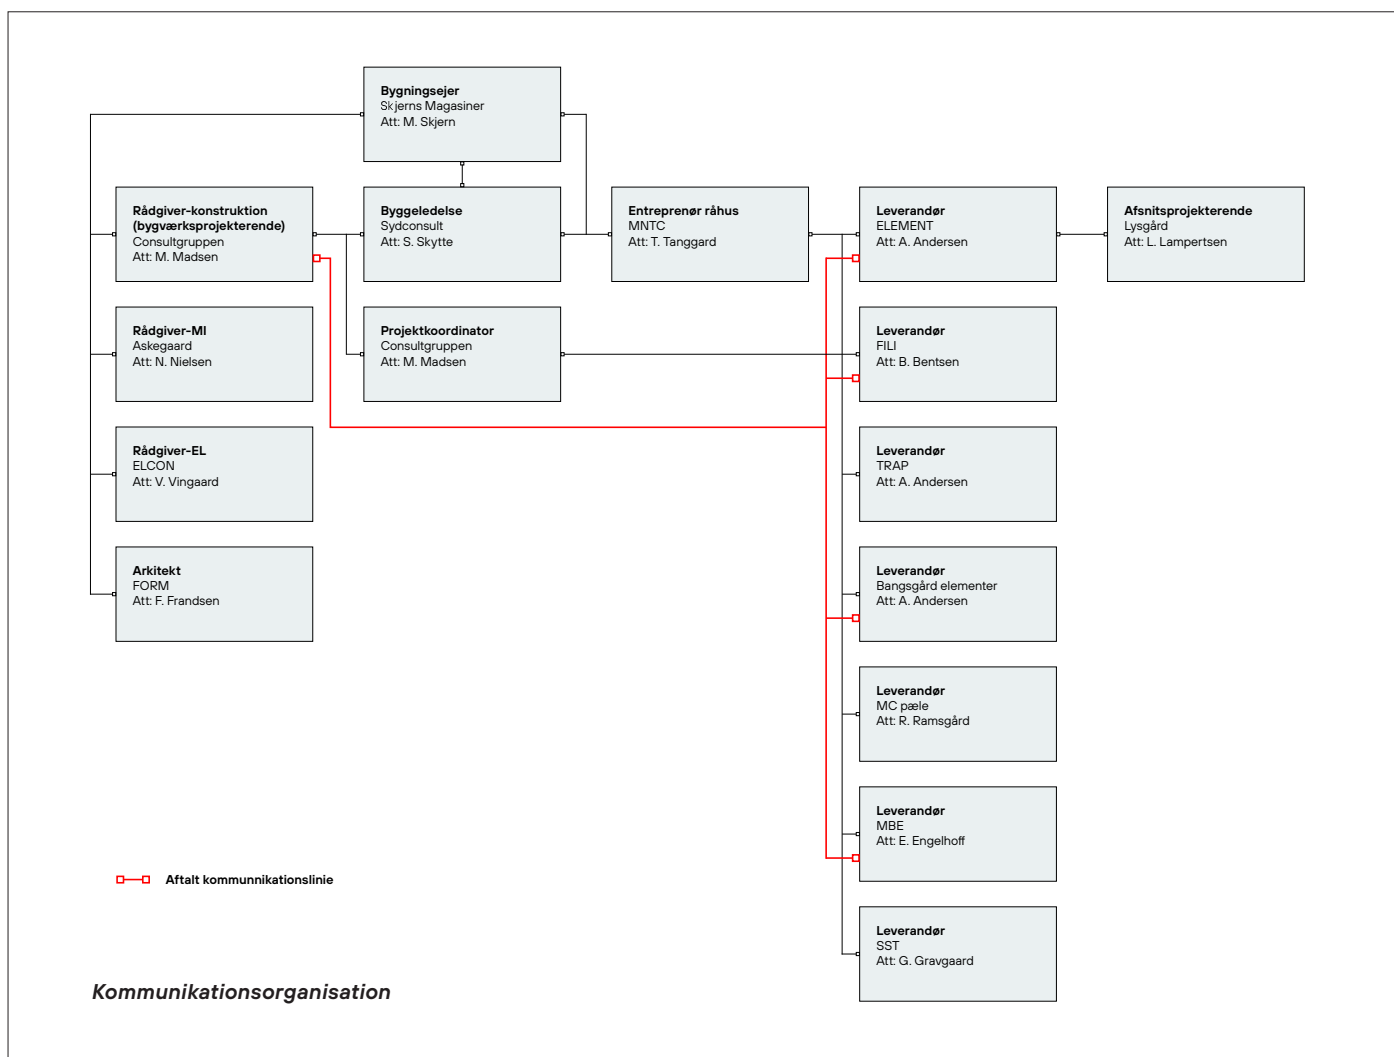 Bygningsejer
Skjerns Magasiner
Att: M. Skjern
Rådgiver-konstruktion
(bygværksprojekterende)
Consultgruppen
Att: M. Madsen
Byggeledelse
Sydconsult
Att: S. Skytte
Entreprenør råhus
MNTC
Att: T. Tanggard
Leverandør
ELEMENT
Att: A. Andersen
Afsnitsprojekterende
Lysgård
Att: L. Lampertsen
Rådgiver-MI
Askegaard
Att: N. Nielsen
Projektkoordinator
Consultgruppen
Att: M. Madsen
Leverandør
FILI
Att: B. Bentsen
Rådgiver-EL
ELCON
Att: V. Vingaard
Leverandør
TRAP
Att: A. Andersen
Arkitekt
FORM
Att: F. Frandsen
Leverandør
Bangsgård elementer
Att: A. Andersen
Leverandør
MC pæle
Att: R. Ramsgård
Leverandør
MBE
Att: E. Engelhoff
Aftalt kommunnikationslinie
Leverandør
SST
Att: G. Gravgaard
Kommunikationsorganisation